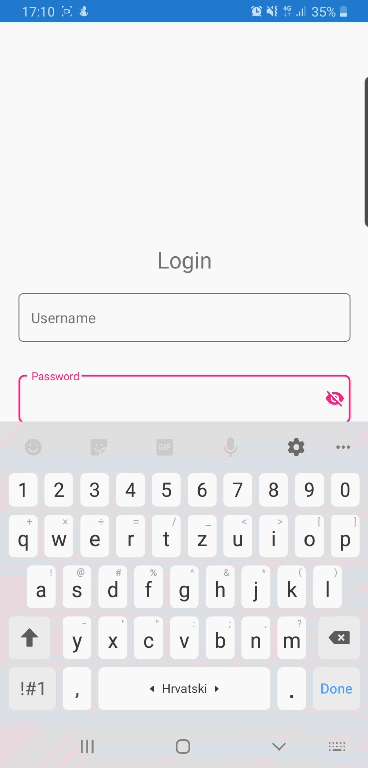 17:10 4G 35%
Login
Username
Password
GIF
1 2 3 4 5 6 7 8 9 0
+ × ÷ = / _ < > [ ]
q w e r t z u i o p
! @ # % ^ & * ( )
a s d f g h j k l
- ' " : ; , ?
y x c v b n m
!#1 , Hrvatski . Done